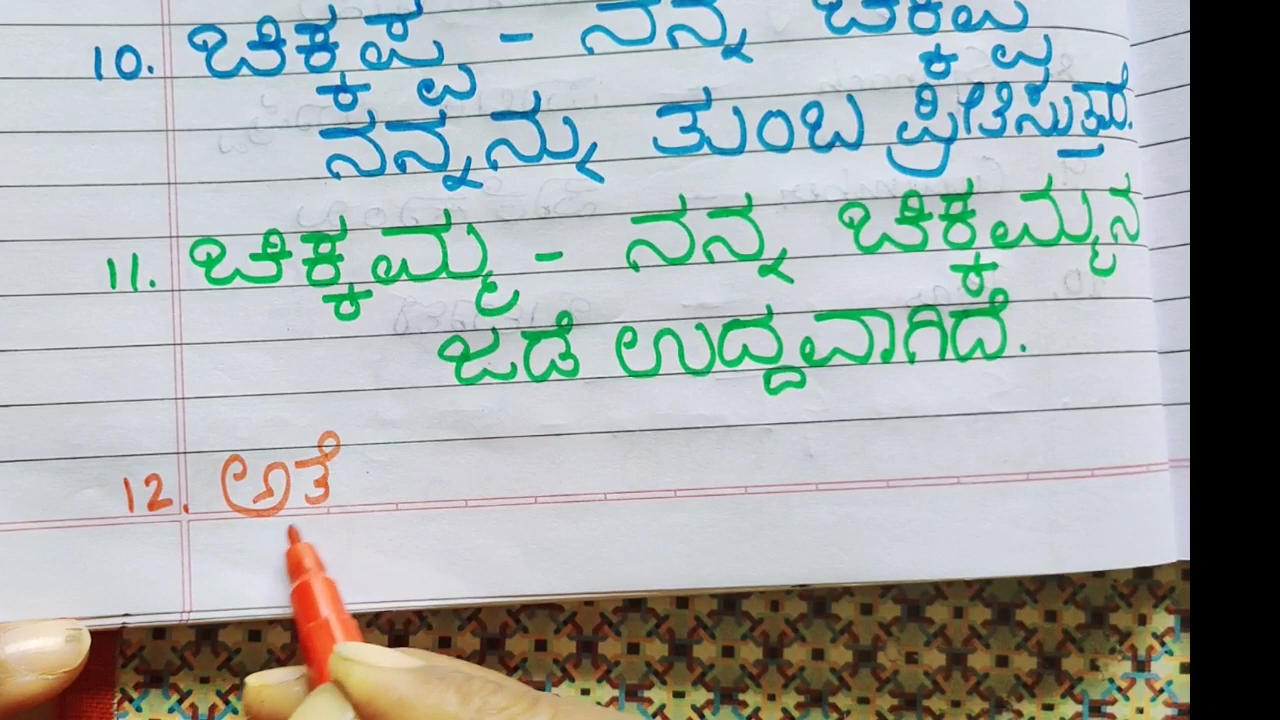 10. ಚಿಕ್ಕಪ್ಪ - ನನ್ನ ಚಿಕ್ಕಪ್ಪ
ನನ್ನನ್ನು ತುಂಬ ಪ್ರೀತಿಸುತ್ತಾರೆ.
11. ಚಿಕ್ಕಮ್ಮ - ನನ್ನ ಚಿಕ್ಕಮ್ಮನ
ಜಡೆ ಉದ್ದವಾಗಿದೆ.
12. ಅತೆ